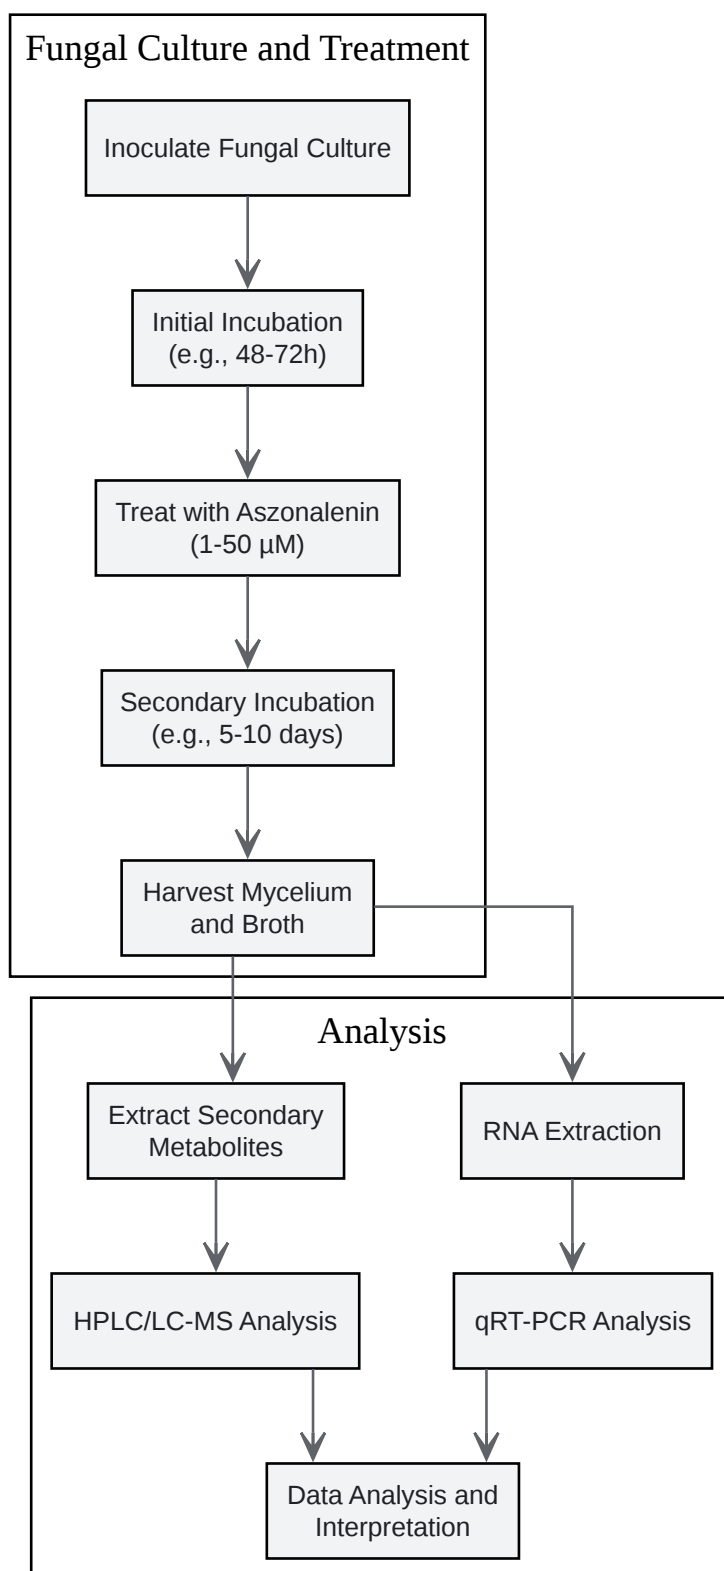 Fungal Culture and Treatment
Inoculate Fungal Culture
Initial Incubation
(e.g., 48-72h)
Treat with Aszonalenin
(1-50 µM)
Secondary Incubation
(e.g., 5-10 days)
Harvest Mycelium
and Broth
Analysis
Extract Secondary
Metabolites
RNA Extraction
HPLC/LC-MS Analysis
qRT-PCR Analysis
Data Analysis and
Interpretation